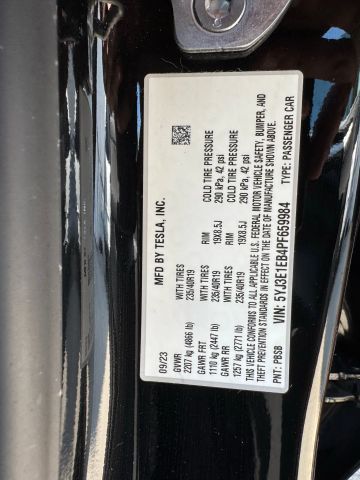 MFD BY TESLA, INC.
09/23
GVWR WITH TIRES RIM COLD TIRE PRESSURE
2207 kg (4866 lb) 235/40R19 19X8.5J 290 kPa, 42 psi
GAWR FRT WITH TIRES RIM COLD TIRE PRESSURE
1110 kg (2447 lb) 235/40R19 19X8.5J 290 kPa, 42 psi
GAWR RR
1257 kg (2771 lb) 235/40R19
THIS VEHICLE CONFORMS TO ALL APPLICABLE U.S. FEDERAL MOTOR VEHICLE SAFETY, BUMPER, AND
THEFT PREVENTION STANDARDS IN EFFECT ON THE DATE OF MANUFACTURE SHOWN ABOVE.
VIN: 5YJ3E1EB4PF659984
PNT: PBSB TYPE: PASSENGER CAR